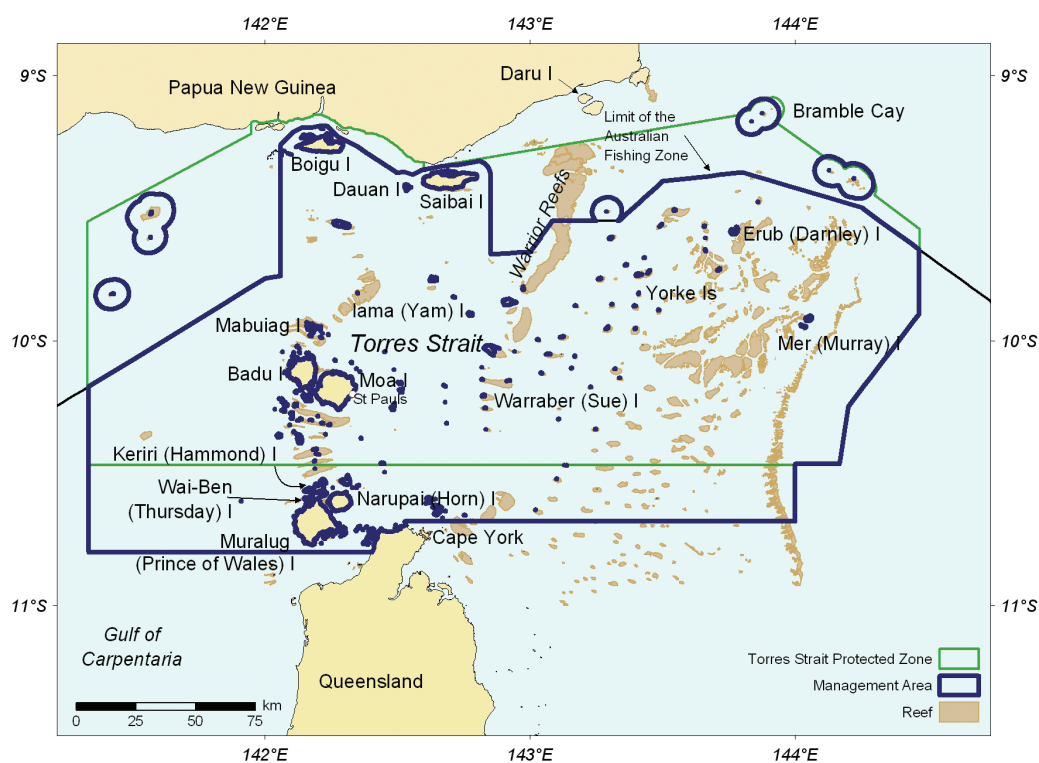 142°E
143°E
144°E
9°S
9°S
Daru I
Papua New Guinea
Bramble Cay
Limit of the
Australian
Fishing Zone
Boigu I
Dauan I
Saibai I
Warrior Reefs
Erub (Darnley) I
Yorke Is
Iama (Yam) I
Mabuiag I
10°S
Torres Strait
Mer (Murray) I
10°S
Badu I
Moa I
St Pauls
Warraber (Sue) I
Keriri (Hammond) I
Wai-Ben
(Thursday) I
Narupai (Horn) I
Muralug
(Prince of Wales) I
Cape York
11°S
11°S
Gulf of
Carpentaria
Queensland
Torres Strait Protected Zone
Management Area
Reef
km
0
25
50
75
142°E
143°E
144°E